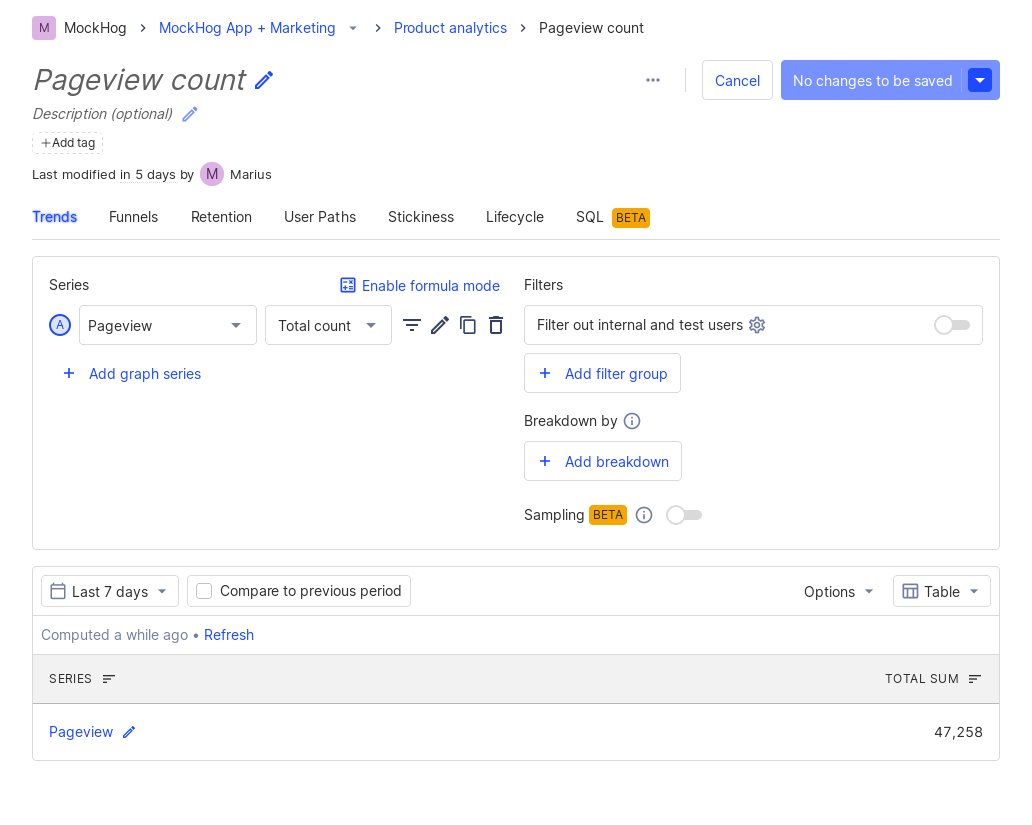 M MockHog MockHog App + Marketing Product analytics Pageview count
Pageview count
Cancel No changes to be saved
Description (optional)
Add tag
Last modified in 5 days by M Marius
Trends Funnels Retention User Paths Stickiness Lifecycle SQL BETA
Series Enable formula mode
A Pageview Total count
Add graph series
Filters
Filter out internal and test users
Add filter group
Breakdown by
Add breakdown
Sampling BETA
Last 7 days Compare to previous period Options Table
Computed a while ago • Refresh
SERIES TOTAL SUM
Pageview 47,258